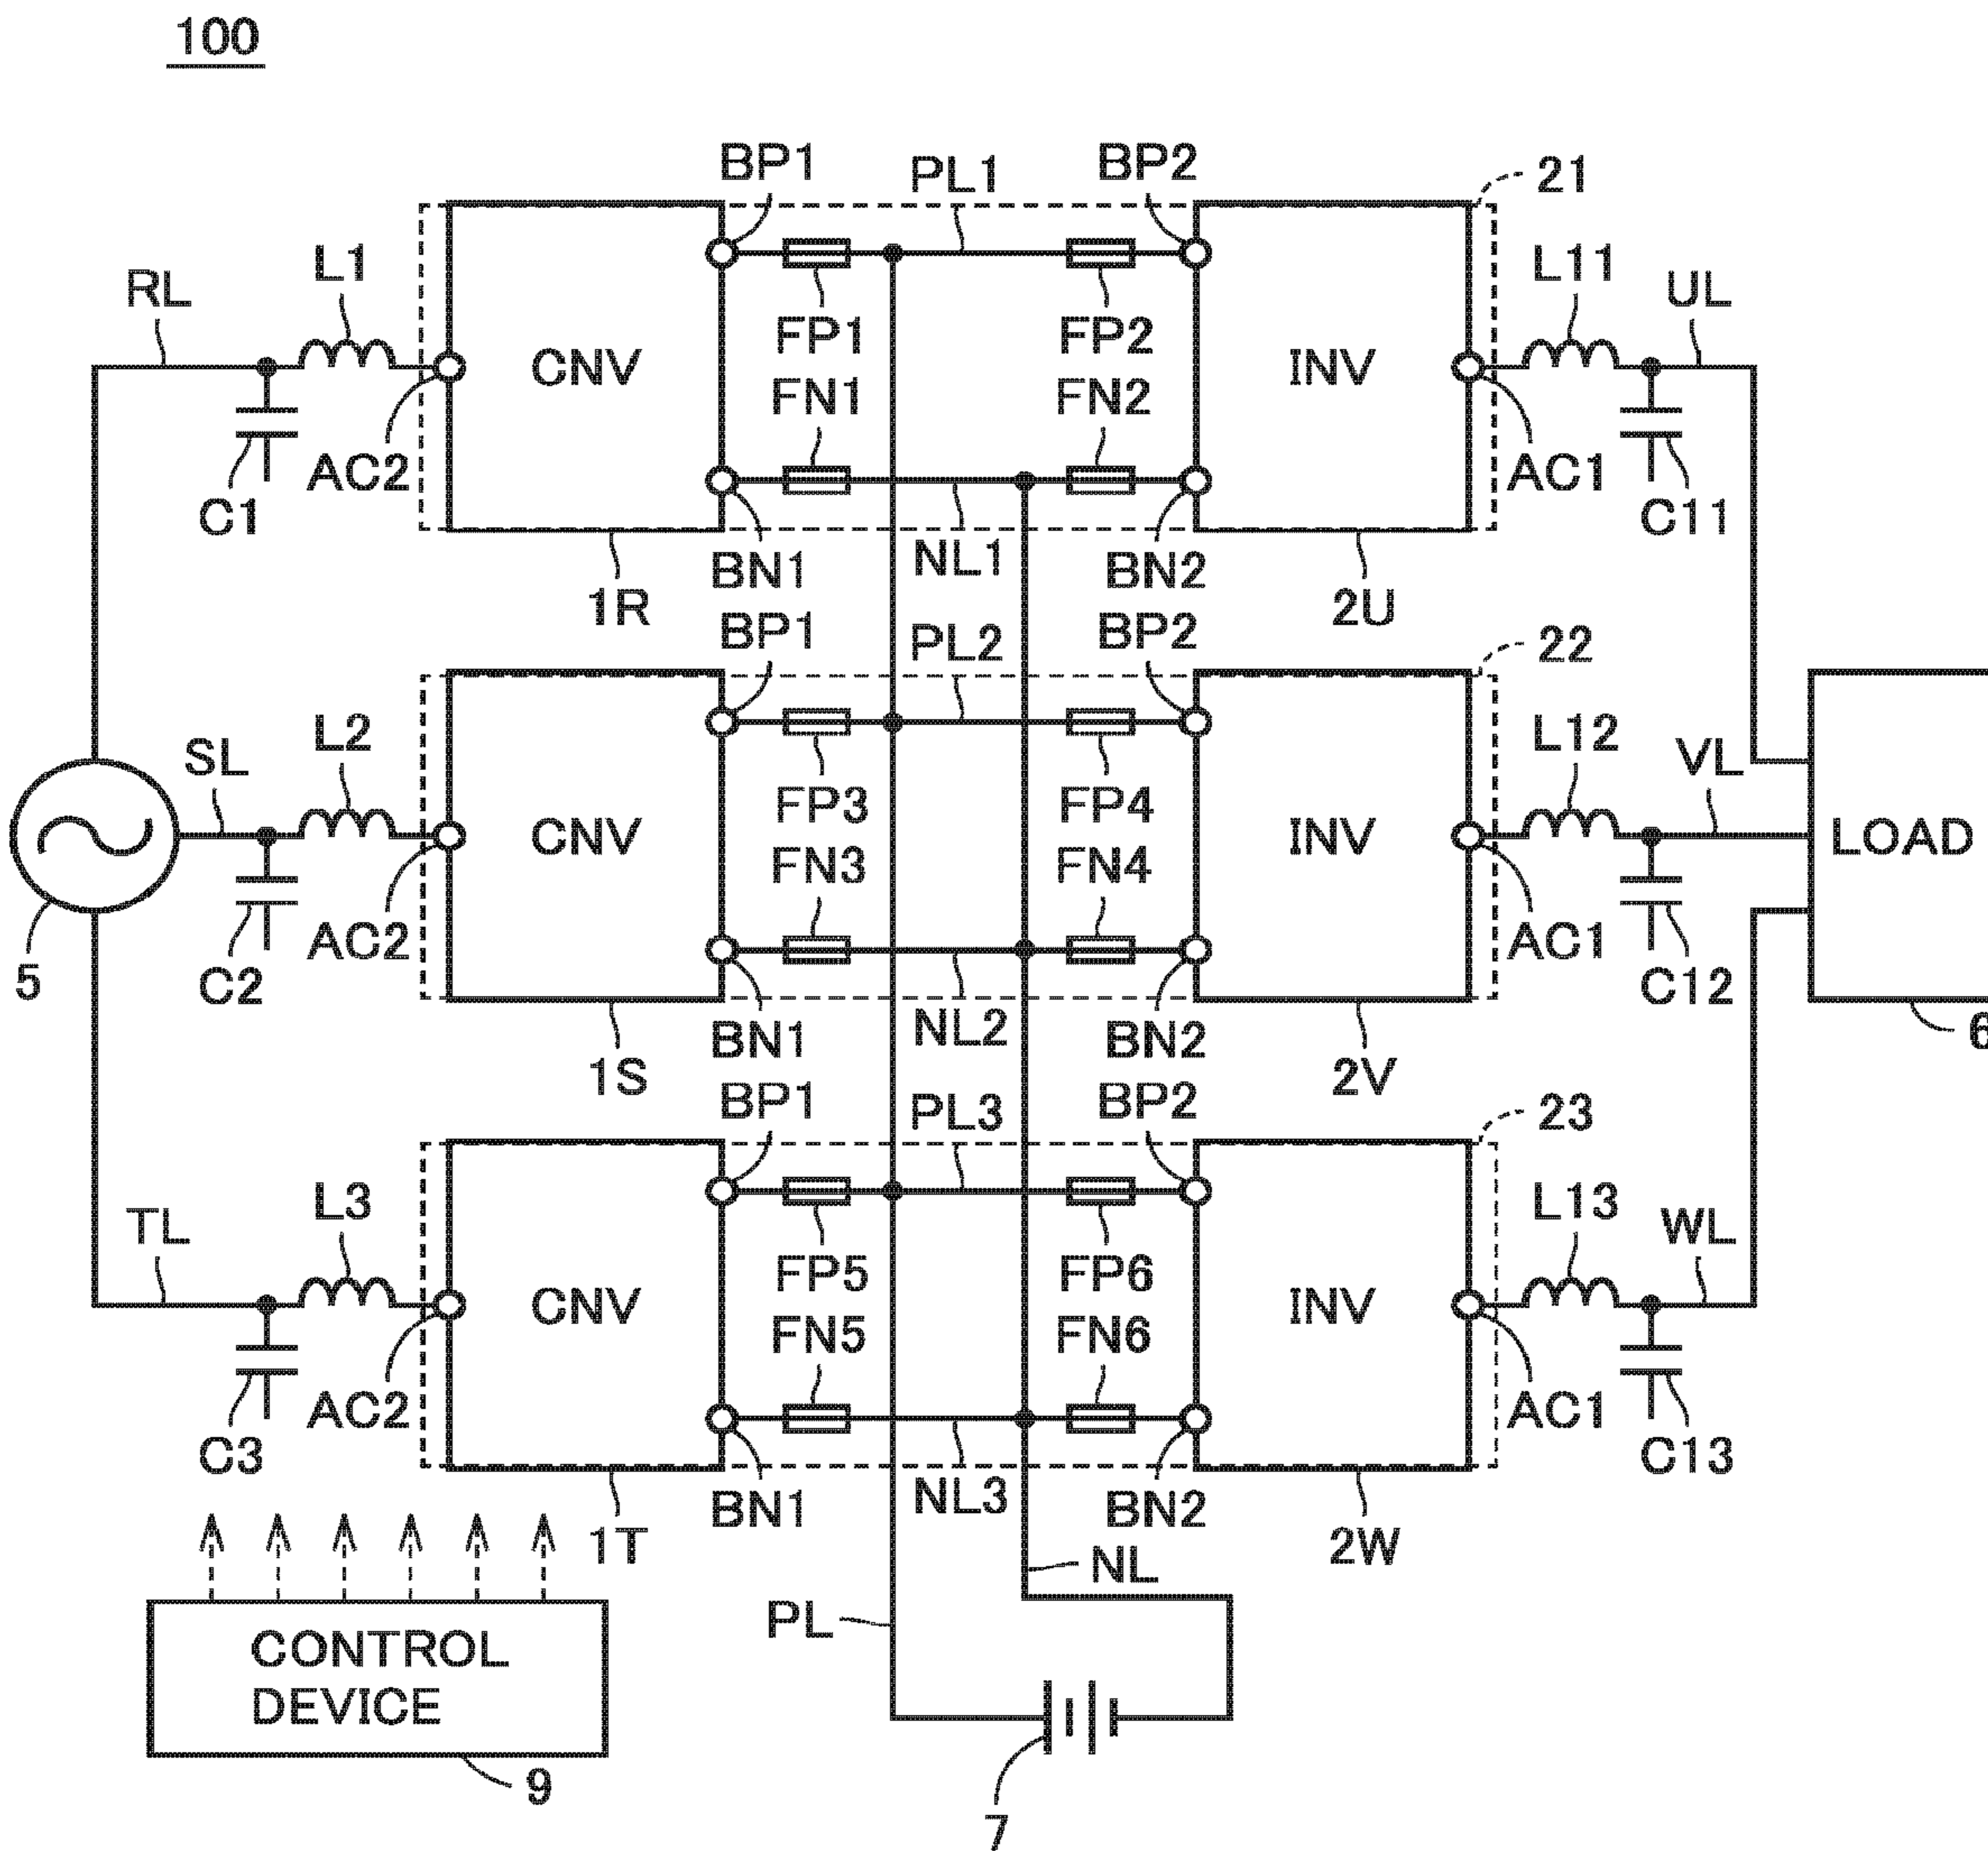 100
BP1 PL1 BP2 21
RL L1 L11 UL
CNV FP1 FP2 INV
FN1 FN2
C1 AC2 AC1 C11
BN1 NL1 BN2
1R 2U
BP1 PL2 BP2 22
SL L2 L12 VL
CNV FP3 FP4 INV LOAD
FN3 FN4
5 C2 AC2 AC1 C12
BN1 NL2 BN2 6
1S 2V
BP1 PL3 BP2 23
TL L3 L13 WL
CNV FP5 FP6 INV
FN5 FN6
C3 AC2 AC1 C13
BN1 NL3 BN2
1T 2W
NL
PL
CONTROL
DEVICE
9
7